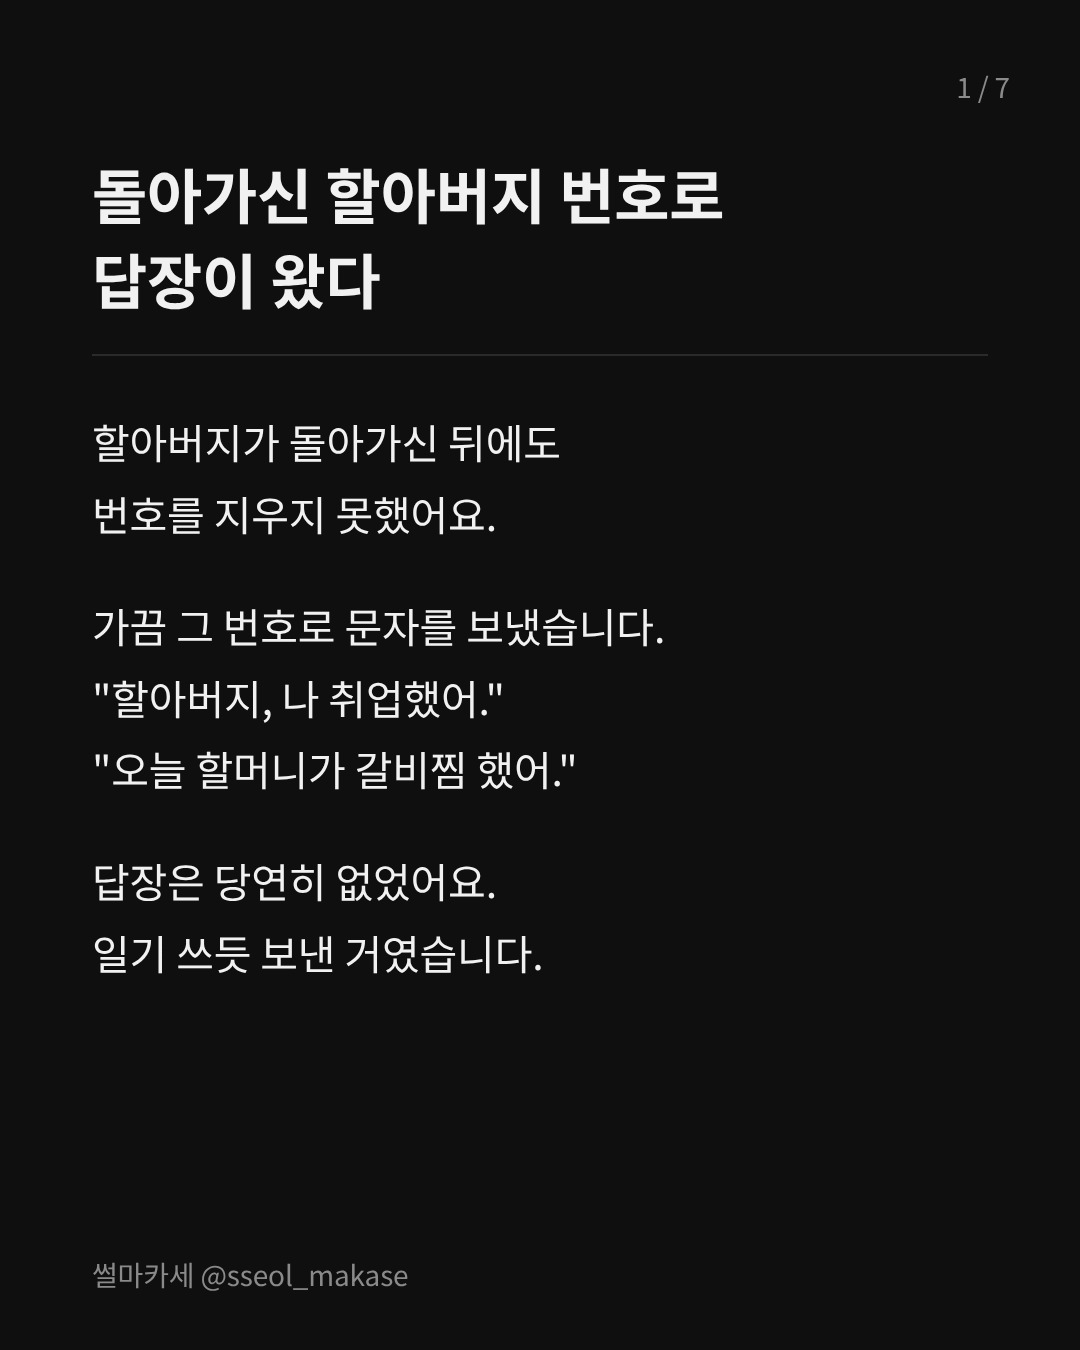 1 / 7
돌아가신 할아버지 번호로
답장이 왔다
할아버지가 돌아가신 뒤에도
번호를 지우지 못했어요.
가끔 그 번호로 문자를 보냈습니다.
"할아버지, 나 취업했어."
"오늘 할머니가 갈비찜 했어."
답장은 당연히 없었어요.
일기 쓰듯 보낸 거였습니다.
썰마카세 @sseol_makase